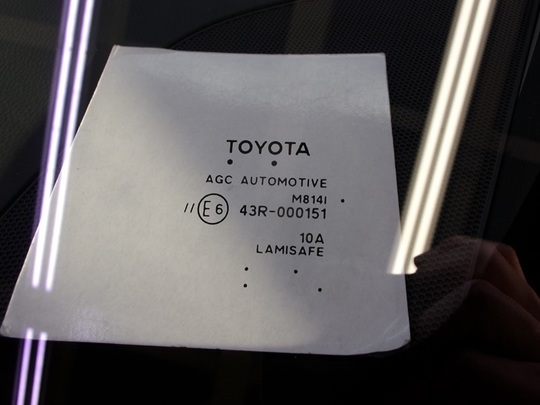 TOYOTA
AGC AUTOMOTIVE
M814I
// E6 43R-000151
10A
LAMISAFE